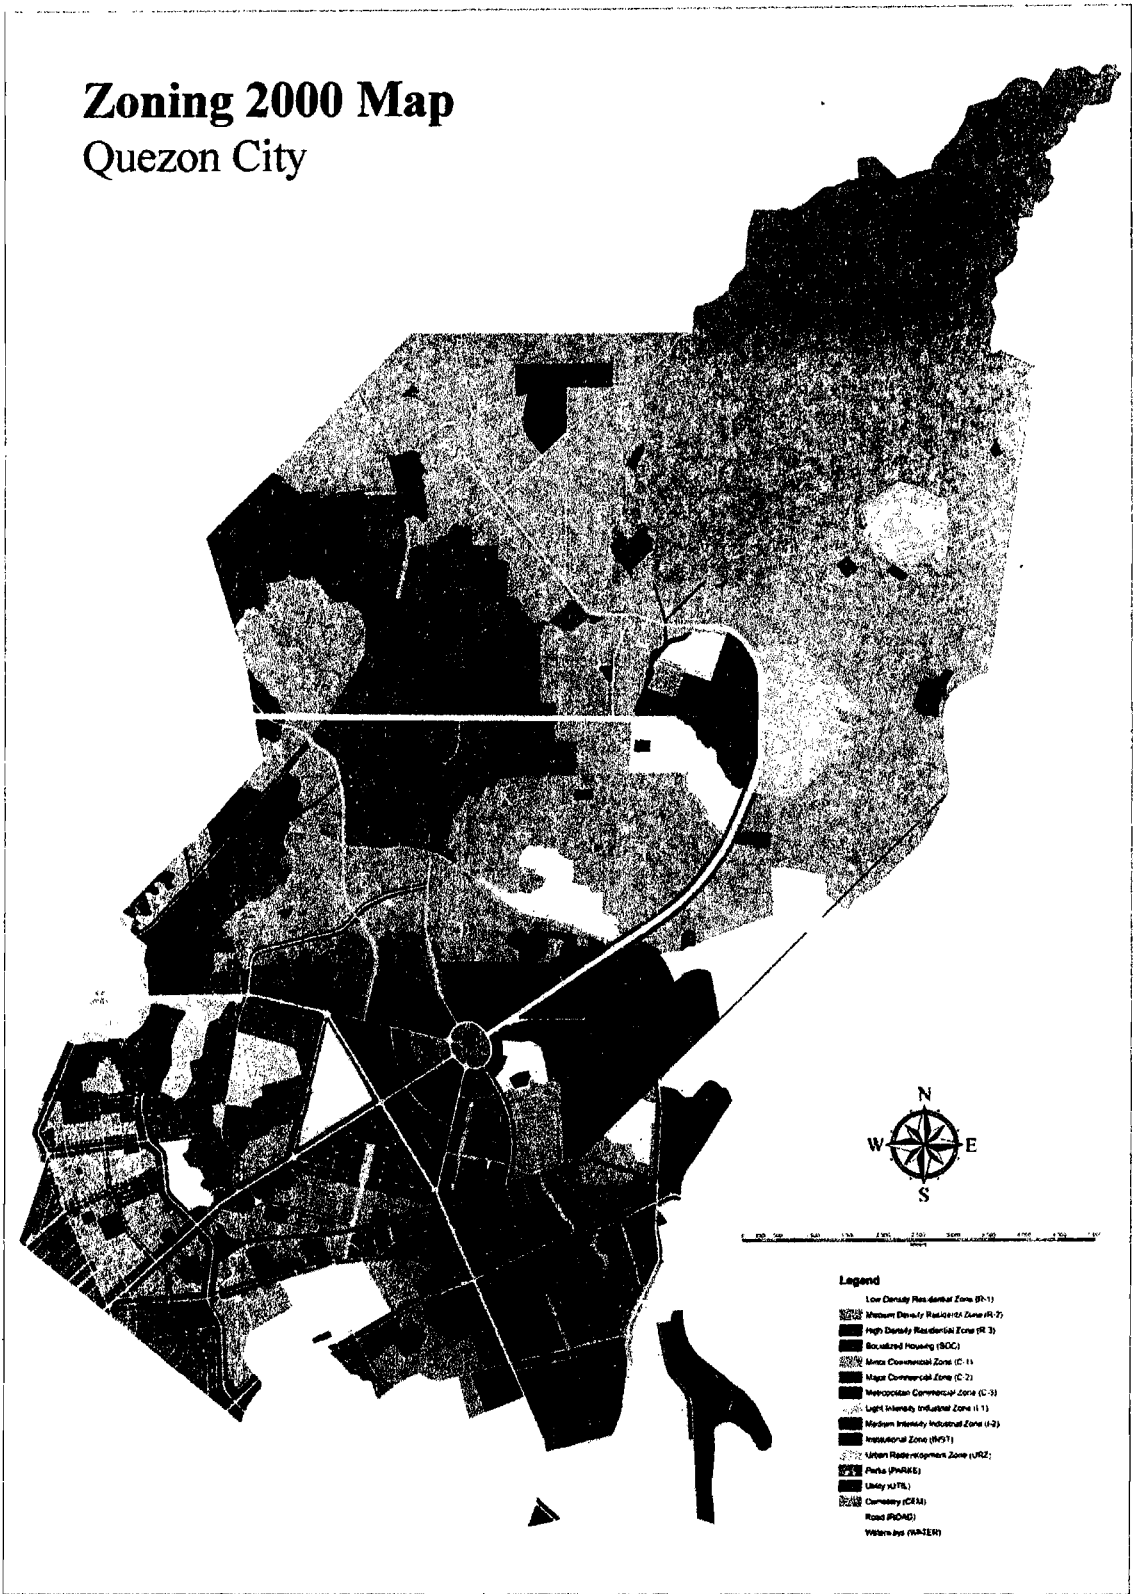 Zoning 2000 Map
Quezon City
N
W E
S
Legend
Low Density Residential Zone (R-1)
Medium Density Residential Zone (R-2)
High Density Residential Zone (R-3)
Socialized Housing (SOC)
Minor Commercial Zone (C-1)
Major Commercial Zone (C-2)
Metropolitan Commercial Zone (C-3)
Light Intensity Industrial Zone (I-1)
Medium Intensity Industrial Zone (I-2)
Institutional Zone (INST)
Urban Redevelopment Zone (URZ)
Parks (PARKS)
Utility (UTIL)
Cemetery (CEM)
Road (ROAD)
Waterways (WATER)